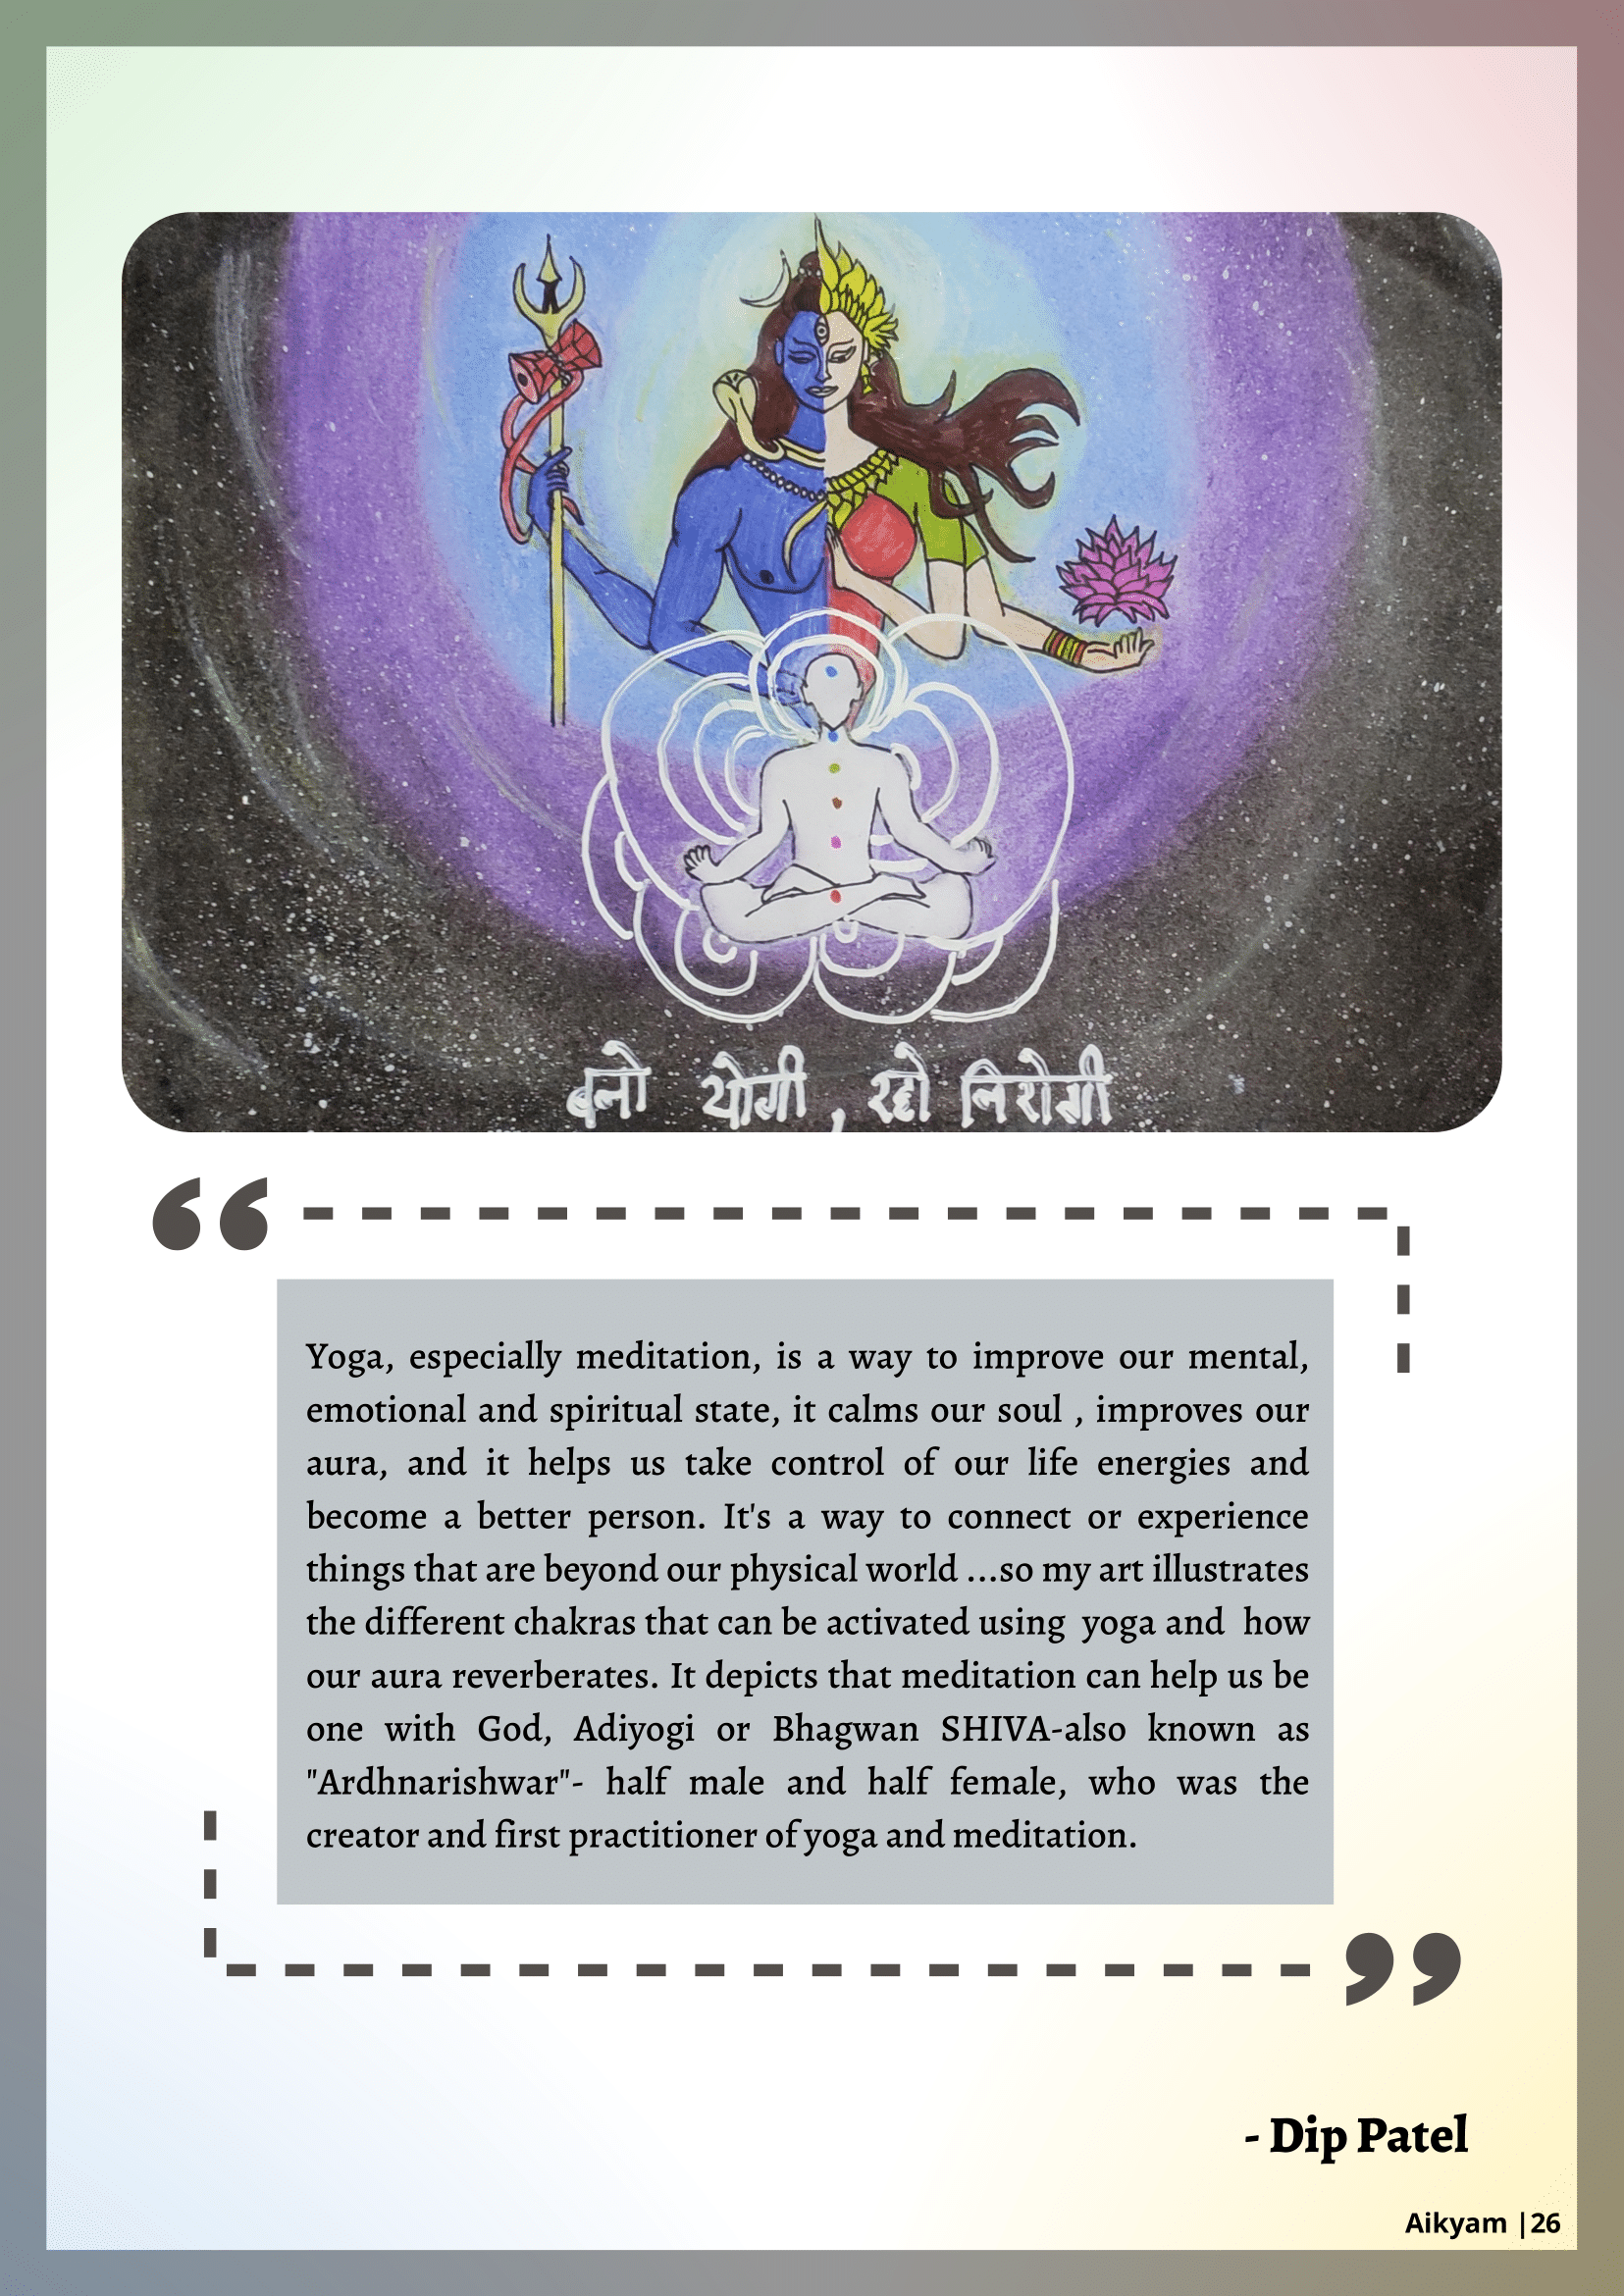 बनो योगी, रहो निरोगी
Yoga, especially meditation, is a way to improve our mental,
emotional and spiritual state, it calms our soul , improves our
aura, and it helps us take control of our life energies and
become a better person. It's a way to connect or experience
things that are beyond our physical world ...so my art illustrates
the different chakras that can be activated using yoga and how
our aura reverberates. It depicts that meditation can help us be
one with God, Adiyogi or Bhagwan SHIVA-also known as
"Ardhnarishwar"- half male and half female, who was the
creator and first practitioner of yoga and meditation.
- Dip Patel
Aikyam |26